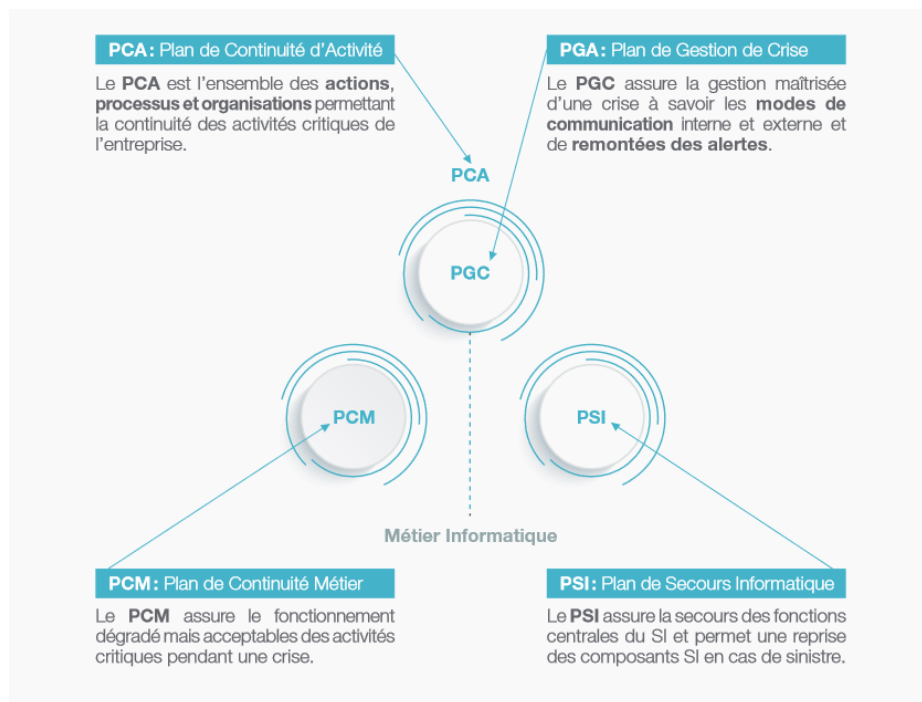 PCA : Plan de Continuité d'Activité
Le PCA est l'ensemble des actions,
processus et organisations permettant
la continuité des activités critiques de
l'entreprise.
PGA : Plan de Gestion de Crise
Le PGC assure la gestion maîtrisée
d'une crise à savoir les modes de
communication interne et externe et
de remontées des alertes.
PCA
PGC
PCM
PSI
Métier Informatique
PCM : Plan de Continuité Métier
Le PCM assure le fonctionnement
dégradé mais acceptables des activités
critiques pendant une crise.
PSI : Plan de Secours Informatique
Le PSI assure la secours des fonctions
centrales du SI et permet une reprise
des composants SI en cas de sinistre.